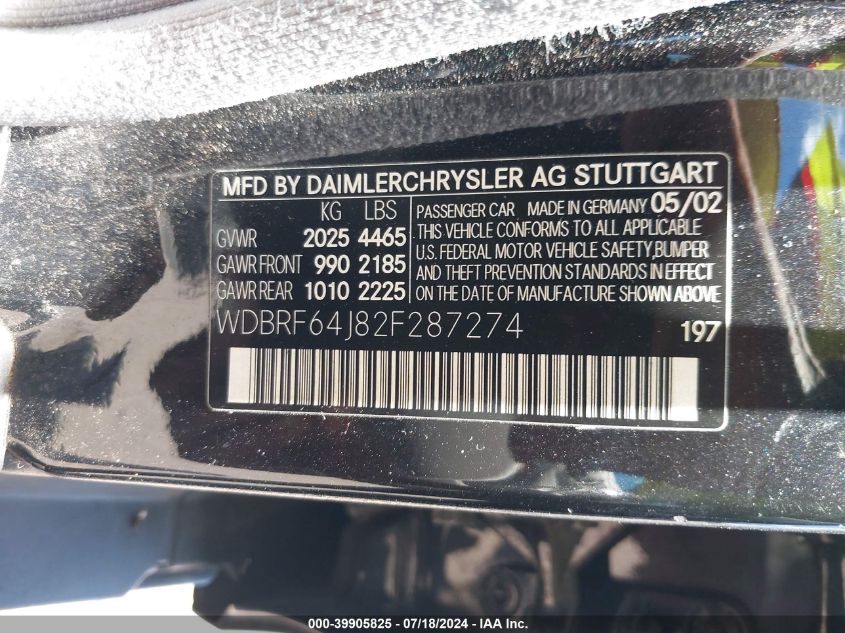 MFD BY DAIMLERCHRYSLER AG STUTTGART
KG LBS
GVWR 2025 4465
GAWR FRONT 990 2185
GAWR REAR 1010 2225
PASSENGER CAR MADE IN GERMANY 05/02
THIS VEHICLE CONFORMS TO ALL APPLICABLE
U.S. FEDERAL MOTOR VEHICLE SAFETY,BUMPER
AND THEFT PREVENTION STANDARDS IN EFFECT
ON THE DATE OF MANUFACTURE SHOWN ABOVE.
WDBRF64J82F287274 197
000-39905825 / 07/18/2024 - IAA Inc.